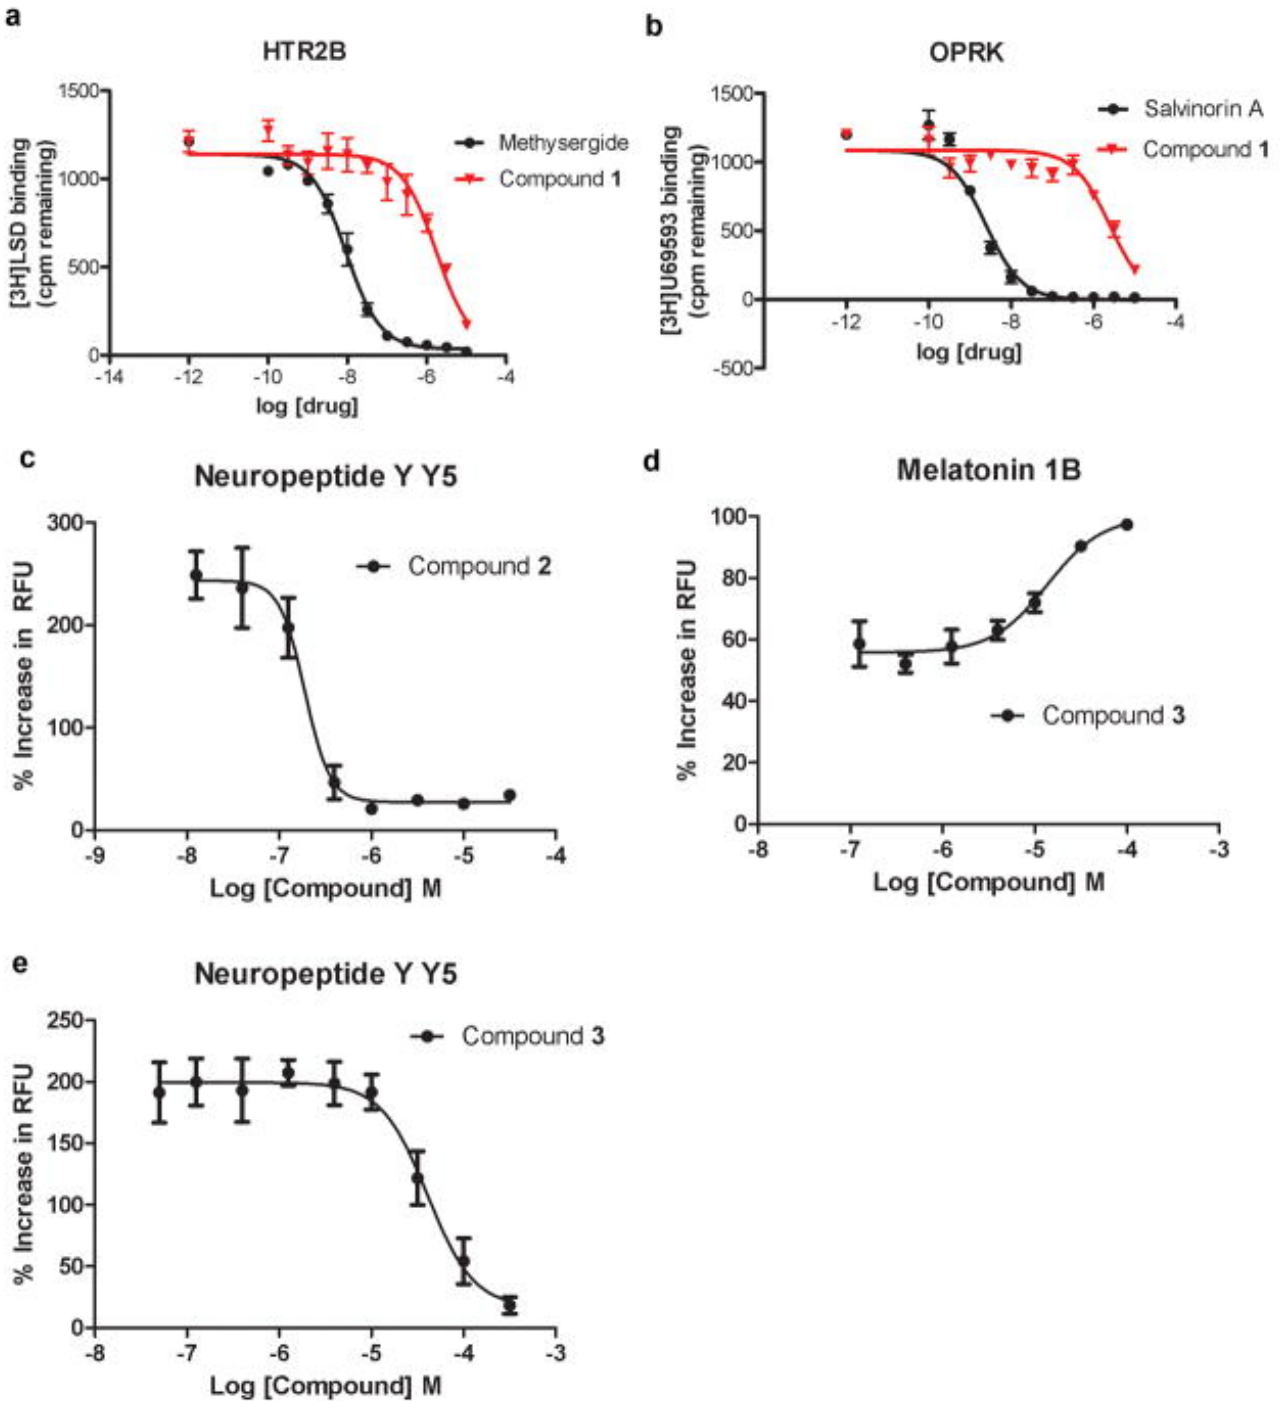 a
HTR2B
[3H]LSD binding
(cpm remaining)
1500
1000
500
0
-14 -12 -10 -8 -6 -4
log [drug]
Methysergide
Compound 1
b
OPRK
[3H]U69593 binding
(cpm remaining)
1500
1000
500
0
-500
-12 -10 -8 -6 -4
log [drug]
Salvinorin A
Compound 1
c
Neuropeptide Y Y5
% Increase in RFU
300
200
100
0
-9 -8 -7 -6 -5 -4
Log [Compound] M
Compound 2
d
Melatonin 1B
% Increase in RFU
100
80
60
40
20
0
-8 -7 -6 -5 -4 -3
Log [Compound] M
Compound 3
e
Neuropeptide Y Y5
% Increase in RFU
250
200
150
100
50
0
-8 -7 -6 -5 -4 -3
Log [Compound] M
Compound 3